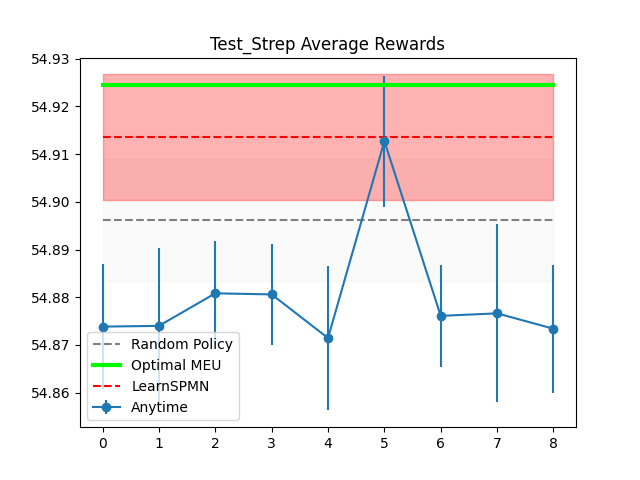 Test_Strep Average Rewards
54.93
54.92
54.91
54.90
54.89
54.88
54.87
54.86
Random Policy
Optimal MEU
LearnSPMN
Anytime
0 1 2 3 4 5 6 7 8